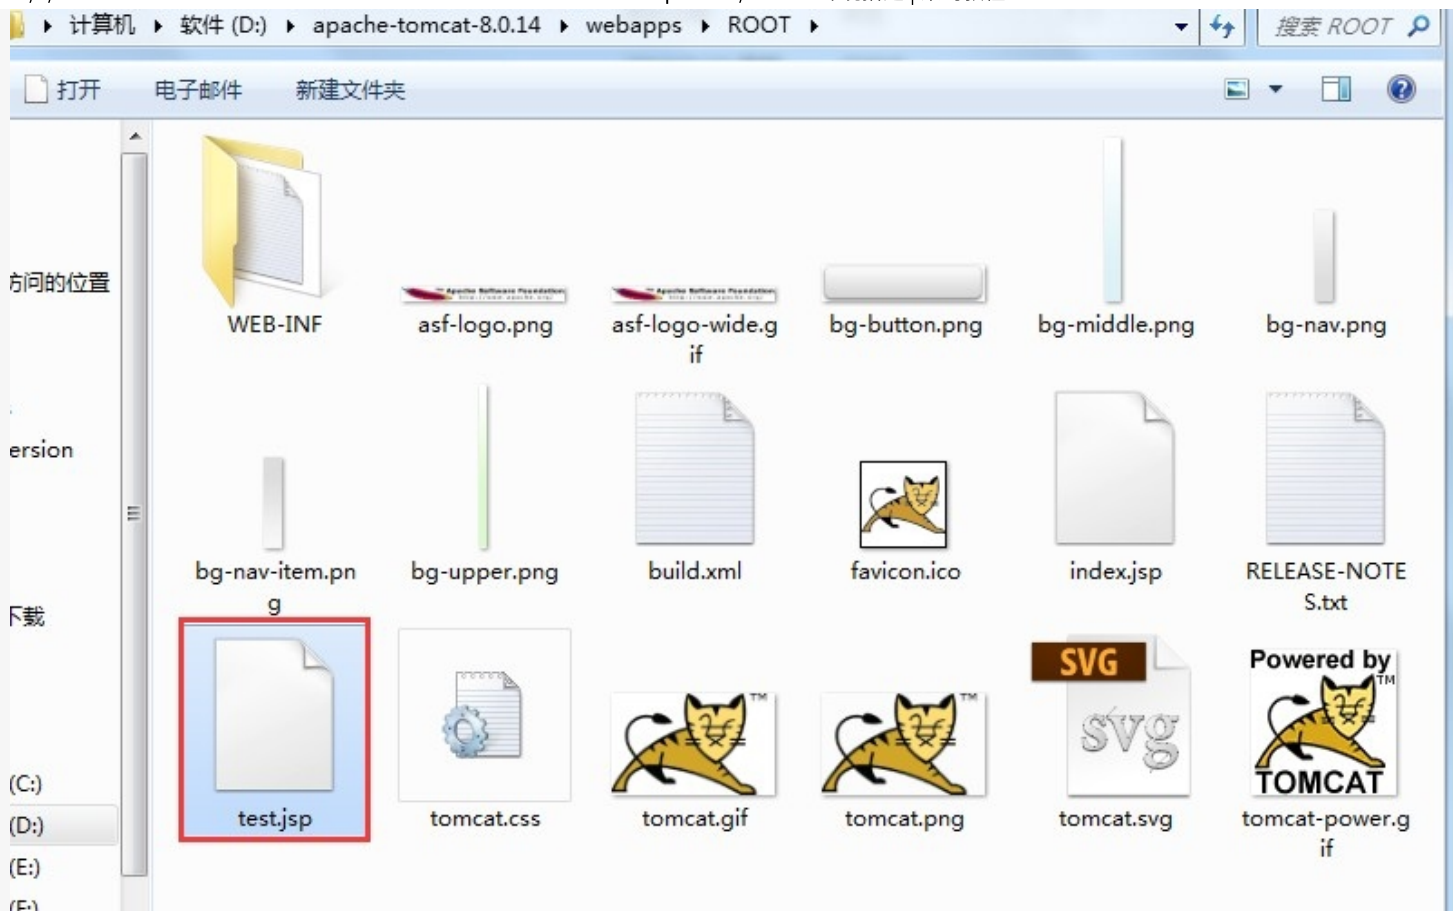 计算机 ▸ 软件 (D:) ▸ apache-tomcat-8.0.14 ▸ webapps ▸ ROOT ▸
搜索 ROOT
打开 电子邮件 新建文件夹
问的位置
ersion
下载
(C:)
(D:)
(E:)
WEB-INF
asf-logo.png
asf-logo-wide.g
if
bg-button.png
bg-middle.png
bg-nav.png
bg-nav-item.pn
g
bg-upper.png
build.xml
favicon.ico
index.jsp
RELEASE-NOTE
S.txt
test.jsp
tomcat.css
TM
tomcat.gif
TM
tomcat.png
SVG
svg
tomcat.svg
Powered by
TM
TOMCAT
tomcat-power.g
if